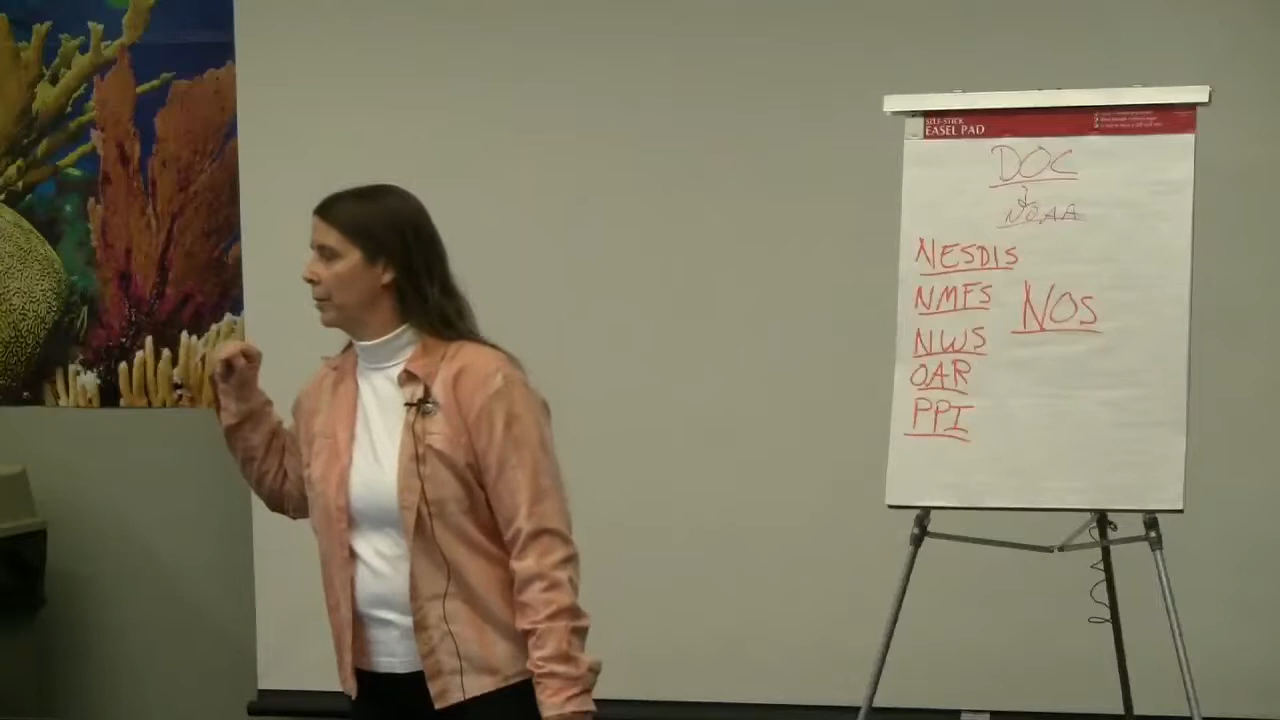 SELF-STICK
EASEL PAD
DOC
NOAA
NESDIS
NMFS
NOS
NWS
OAR
PPI